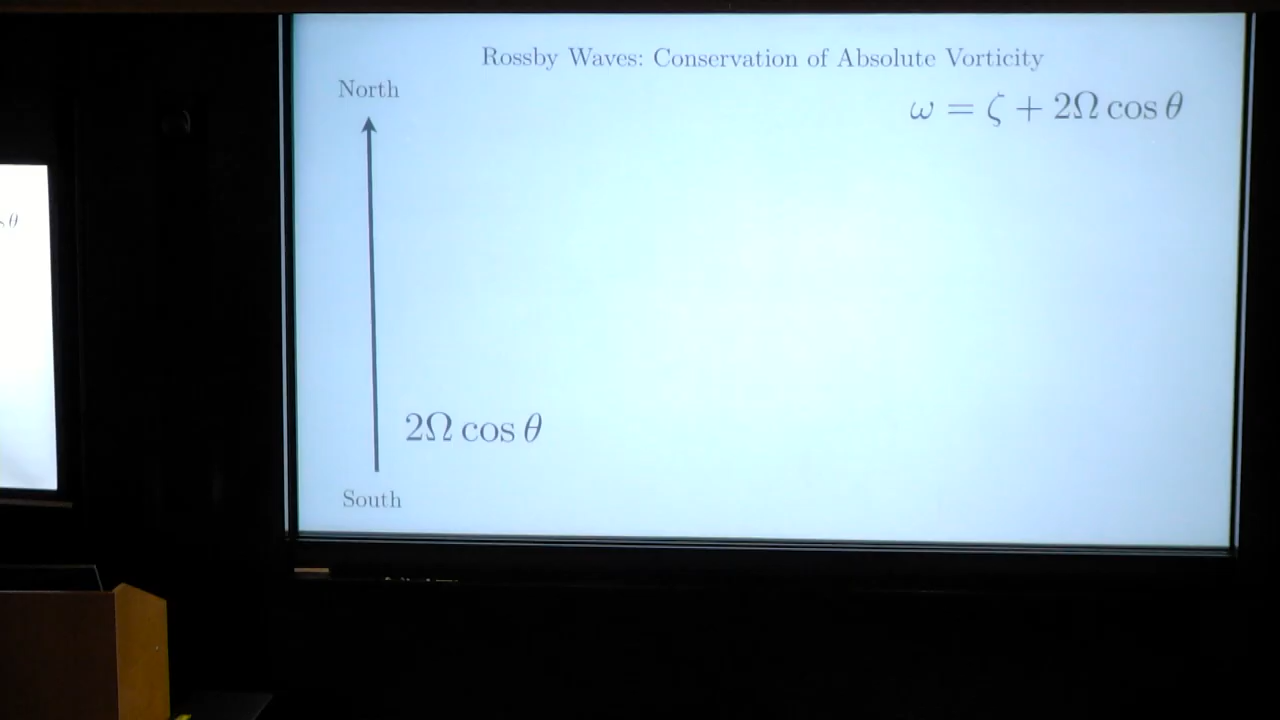 Rossby Waves: Conservation of Absolute Vorticity
North
ω = ζ + 2Ω cos θ
2Ω cos θ
South
θ